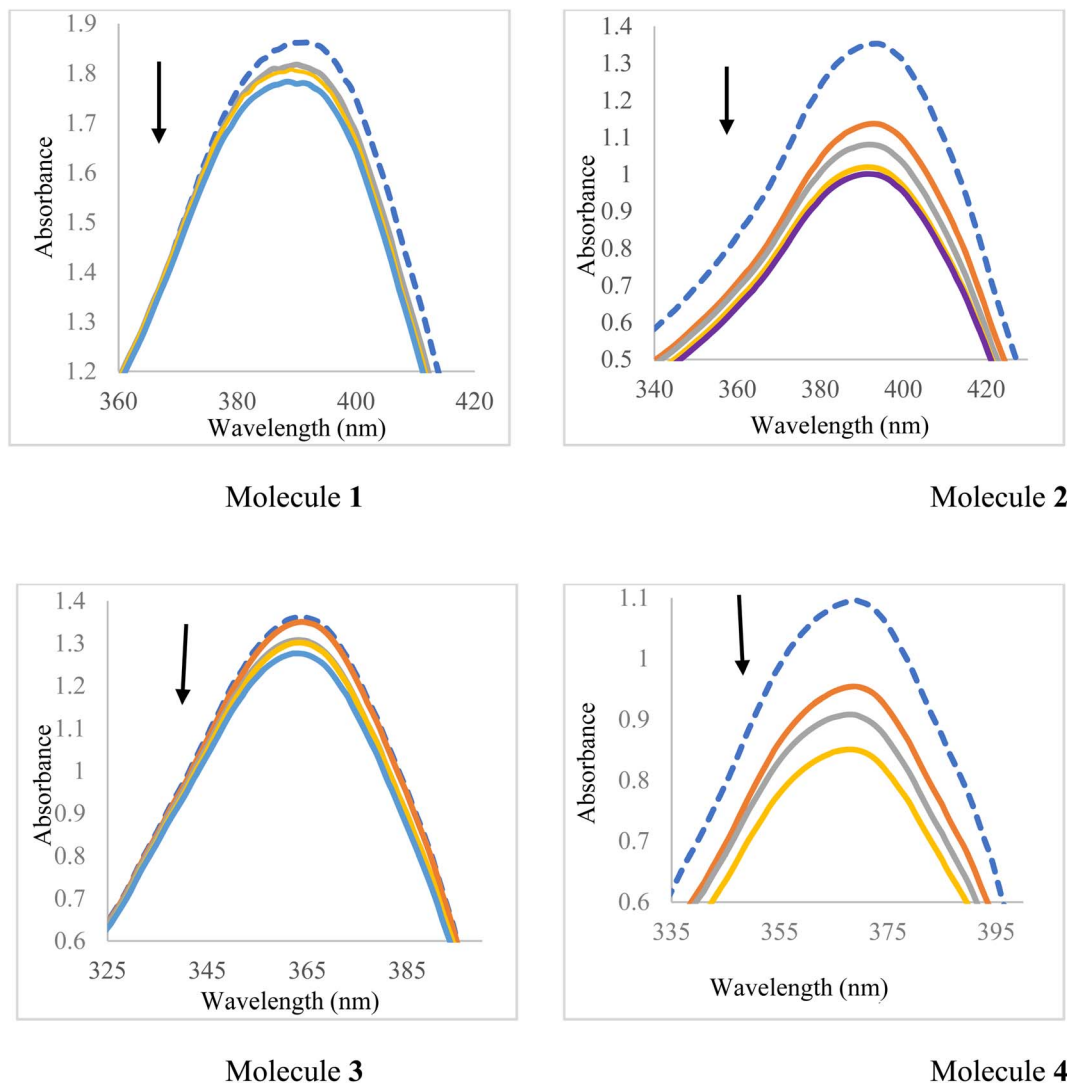 1.9
1.8
1.7
1.6
1.5
1.4
1.3
1.2
Absorbance
360 380 400 420
Wavelength (nm)
Molecule 1
1.4
1.3
1.2
1.1
1
0.9
0.8
0.7
0.6
0.5
Absorbance
340 360 380 400 420
Wavelength (nm)
Molecule 2
1.4
1.3
1.2
1.1
1
0.9
0.8
0.7
0.6
Absorbance
325 345 365 385
Wavelength (nm)
Molecule 3
1.1
1
0.9
0.8
0.7
0.6
Absorbance
335 355 375 395
Wavelength (nm)
Molecule 4